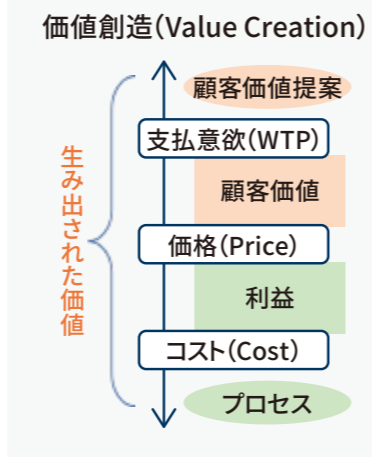 価値創造(Value Creation)
顧客価値提案
支払意欲(WTP)
顧客価値
価格(Price)
利益
コスト(Cost)
プロセス
生み出された価値